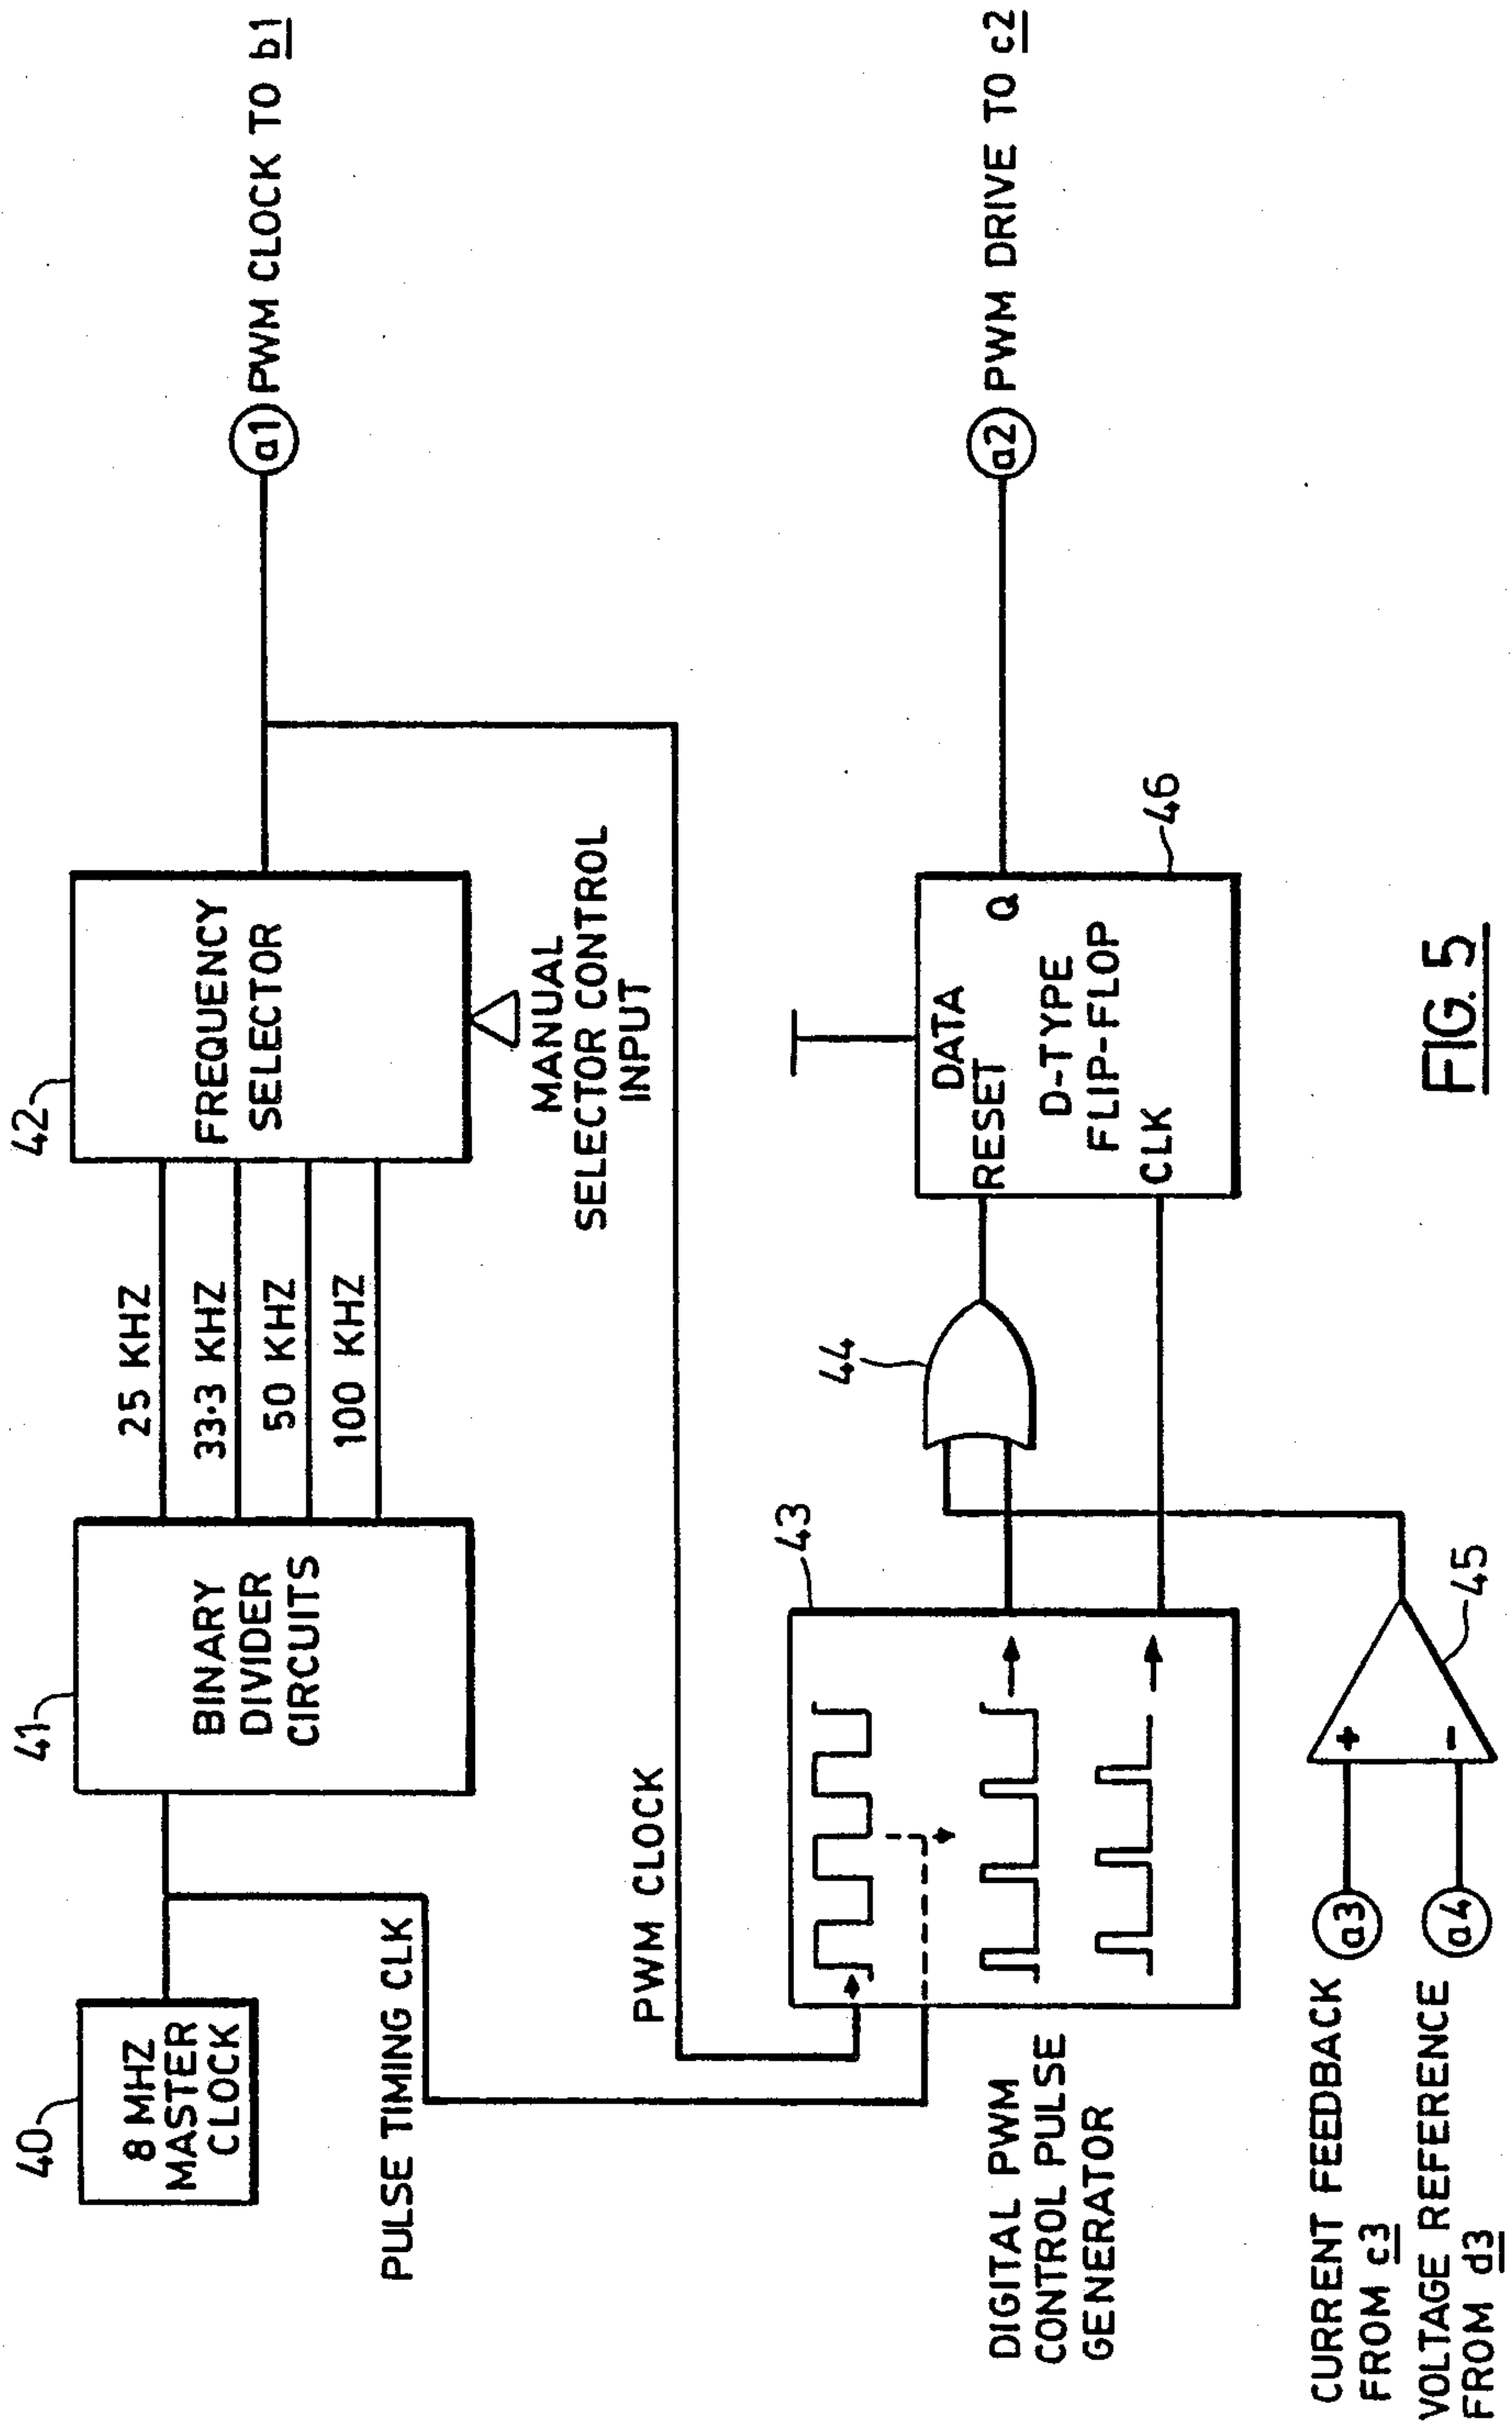 40
8 MHZ
MASTER
CLOCK
41
BINARY
DIVIDER
CIRCUITS
25 KHZ
33·3 KHZ
50 KHZ
100 KHZ
42
FREQUENCY
SELECTOR
a1 PWM CLOCK TO b1
MANUAL
SELECTOR CONTROL
INPUT
PULSE TIMING CLK
PWM CLOCK
DIGITAL PWM
CONTROL PULSE
GENERATOR
43
44
DATA
RESET
Q
D-TYPE
FLIP-FLOP
CLK
46
a2 PWM DRIVE TO c2
CURRENT FEEDBACK
FROM c3
a3
VOLTAGE REFERENCE
FROM d3
a4
+
−
45
FIG. 5